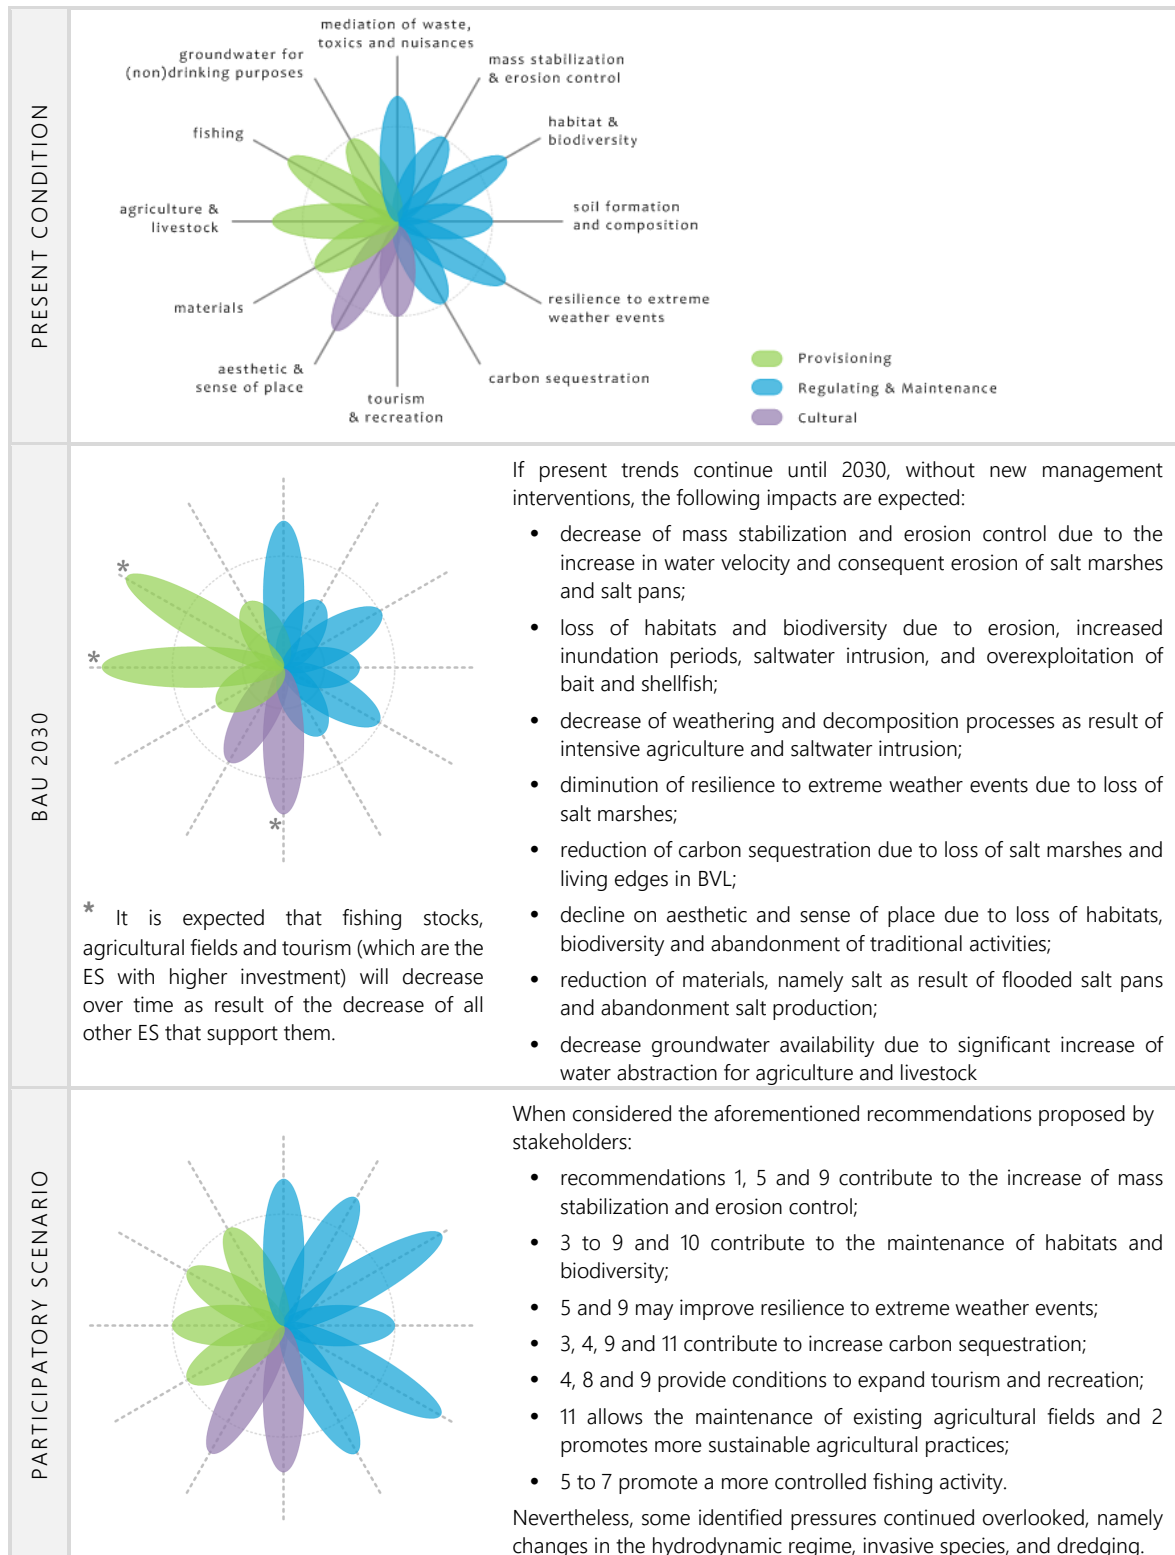 PRESENT CONDITION
mediation of waste,
toxics and nuisances
groundwater for
(non)drinking purposes
mass stabilization
& erosion control
fishing
habitat &
biodiversity
agriculture &
livestock
soil formation
and composition
materials
resilience to extreme
weather events
aesthetic &
sense of place
tourism
& recreation
carbon sequestration
Provisioning
Regulating & Maintenance
Cultural
BAU 2030
*
*
*
* It is expected that fishing stocks,
agricultural fields and tourism (which are the
ES with higher investment) will decrease
over time as result of the decrease of all
other ES that support them.
If present trends continue until 2030, without new management
interventions, the following impacts are expected:
• decrease of mass stabilization and erosion control due to the
increase in water velocity and consequent erosion of salt marshes
and salt pans;
• loss of habitats and biodiversity due to erosion, increased
inundation periods, saltwater intrusion, and overexploitation of
bait and shellfish;
• decrease of weathering and decomposition processes as result of
intensive agriculture and saltwater intrusion;
• diminution of resilience to extreme weather events due to loss of
salt marshes;
• reduction of carbon sequestration due to loss of salt marshes and
living edges in BVL;
• decline on aesthetic and sense of place due to loss of habitats,
biodiversity and abandonment of traditional activities;
• reduction of materials, namely salt as result of flooded salt pans
and abandonment salt production;
• decrease groundwater availability due to significant increase of
water abstraction for agriculture and livestock
PARTICIPATORY SCENARIO
When considered the aforementioned recommendations proposed by
stakeholders:
• recommendations 1, 5 and 9 contribute to the increase of mass
stabilization and erosion control;
• 3 to 9 and 10 contribute to the maintenance of habitats and
biodiversity;
• 5 and 9 may improve resilience to extreme weather events;
• 3, 4, 9 and 11 contribute to increase carbon sequestration;
• 4, 8 and 9 provide conditions to expand tourism and recreation;
• 11 allows the maintenance of existing agricultural fields and 2
promotes more sustainable agricultural practices;
• 5 to 7 promote a more controlled fishing activity.
Nevertheless, some identified pressures continued overlooked, namely
changes in the hydrodynamic regime, invasive species, and dredging.